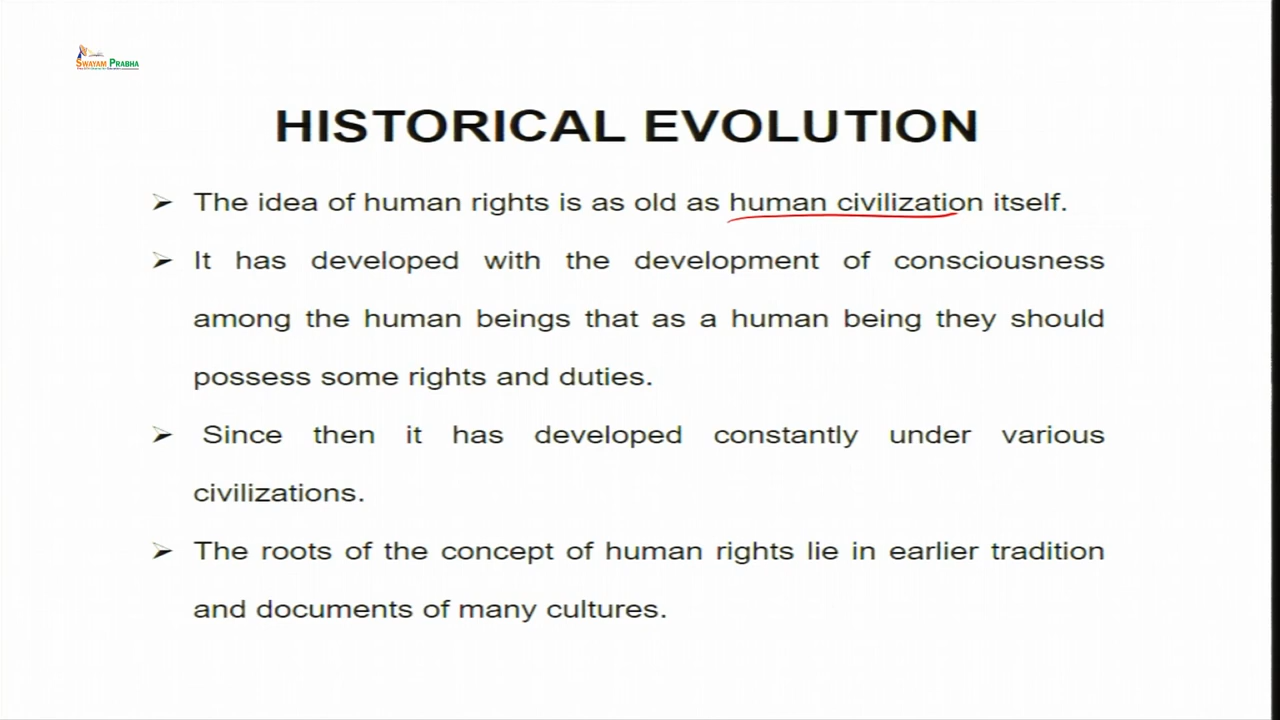 SWAYAM PRABHA
HISTORICAL EVOLUTION
➢ The idea of human rights is as old as human civilization itself.
➢ It has developed with the development of consciousness
among the human beings that as a human being they should
possess some rights and duties.
➢ Since then it has developed constantly under various
civilizations.
➢ The roots of the concept of human rights lie in earlier tradition
and documents of many cultures.